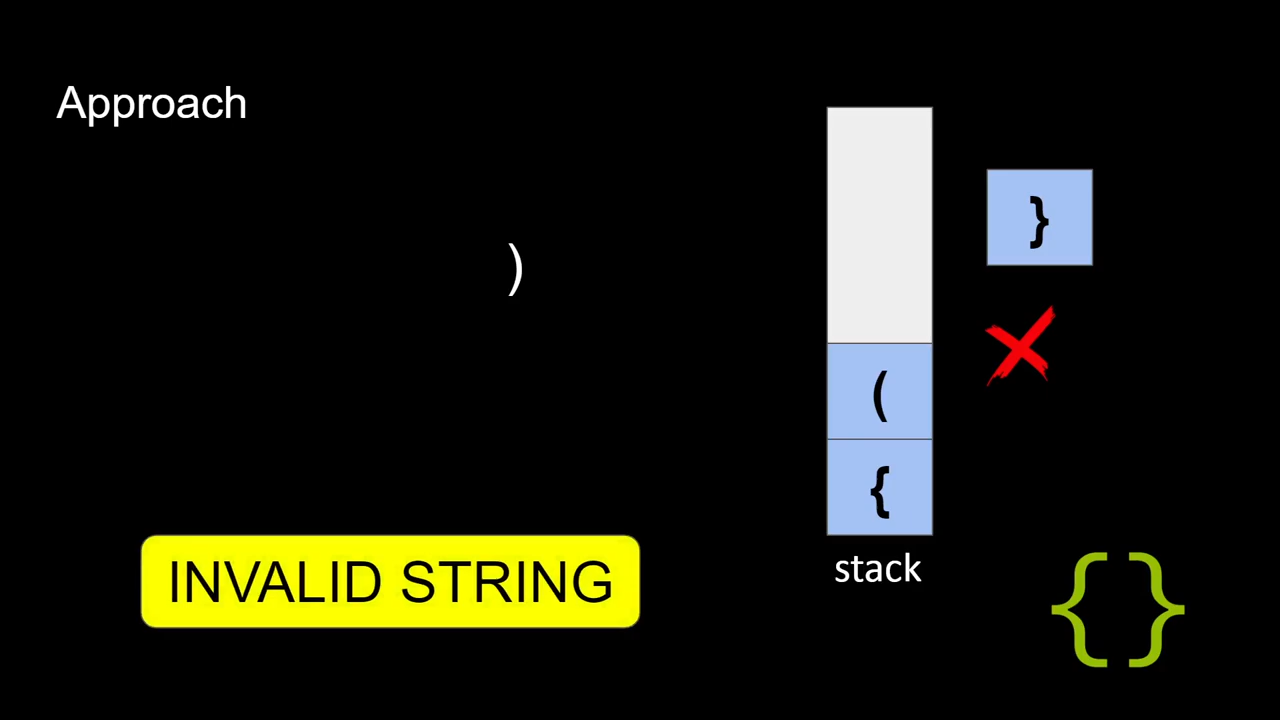 Approach
}
)
(
{
stack
INVALID STRING
{}